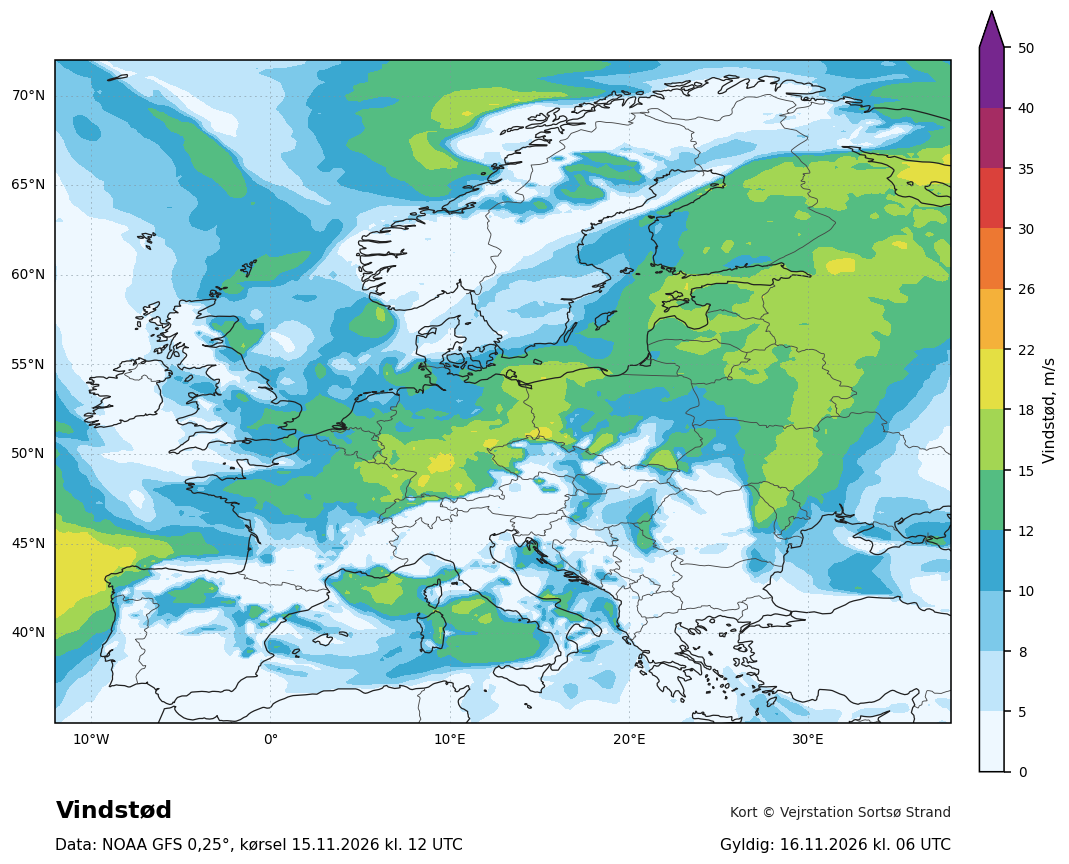 50
40
35
30
26
22
18
15
12
10
8
5
0
Vindstød, m/s
70°N
65°N
60°N
55°N
50°N
45°N
40°N
10°W
0°
10°E
20°E
30°E
Vindstød
Kort © Vejrstation Sortsø Strand
Data: NOAA GFS 0,25°, kørsel 15.11.2026 kl. 12 UTC
Gyldig: 16.11.2026 kl. 06 UTC